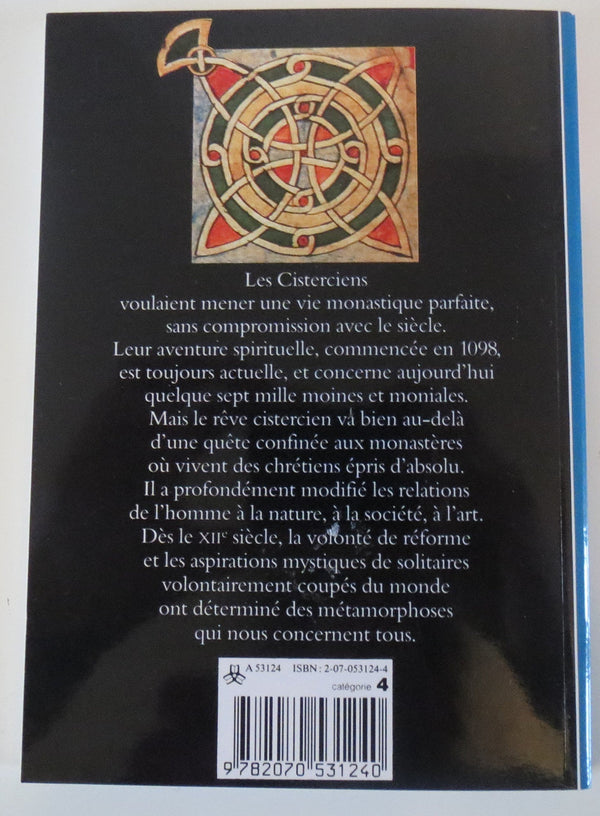 Les Cisterciens
voulaient mener une vie monastique parfaite,
sans compromission avec le siècle.
Leur aventure spirituelle, commencée en 1098,
est toujours actuelle, et concerne aujourd'hui
quelque sept mille moines et moniales.
Mais le rêve cistercien va bien au-delà
d'une quête confinée aux monastères
où vivent des chrétiens épris d'absolu.
Il a profondément modifié les relations
de l'homme à la nature, à la société, à l'art.
Dès le XIIe siècle, la volonté de réforme
et les aspirations mystiques de solitaires
volontairement coupés du monde
ont déterminé des métamorphoses
qui nous concernent tous.
A 53124 ISBN : 2-07-053124-4
catégorie 4
9 782070 531240